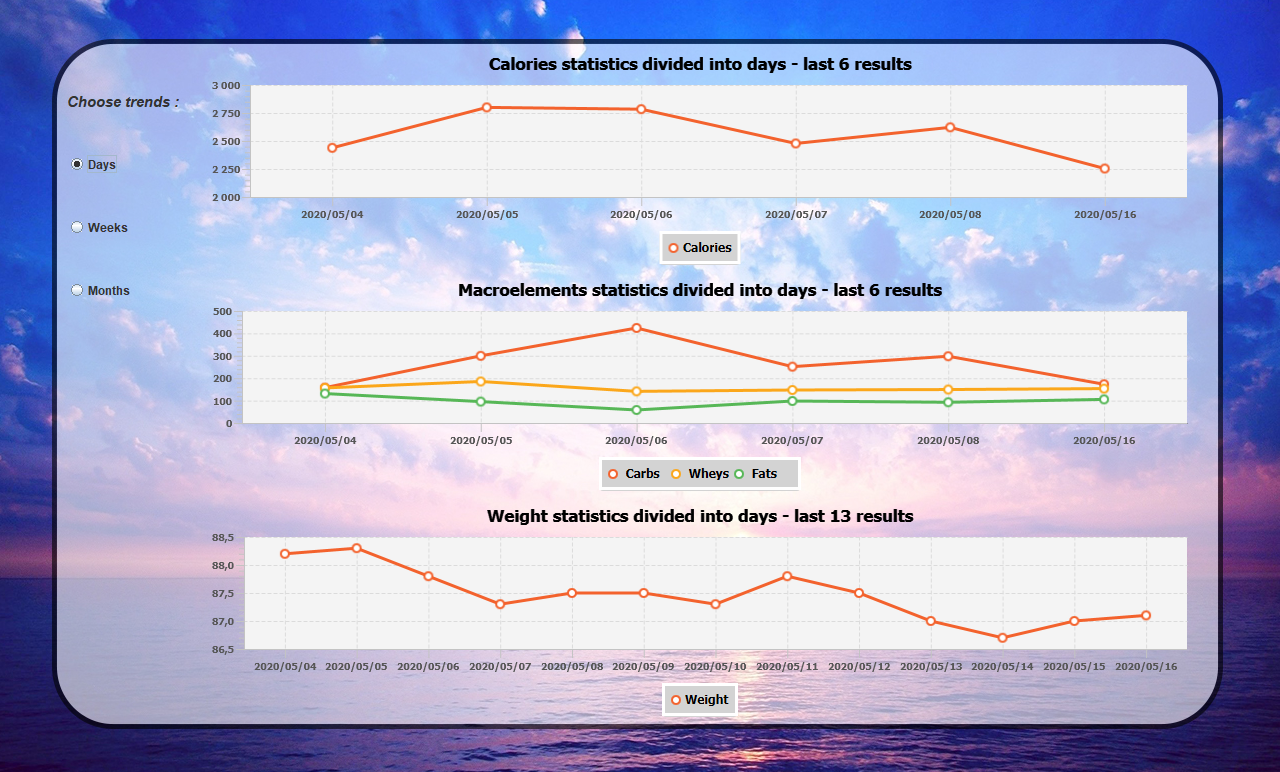 Choose trends :
Days
Weeks
Months
Calories statistics divided into days - last 6 results
3 000
2 750
2 500
2 250
2 000
2020/05/04 2020/05/05 2020/05/06 2020/05/07 2020/05/08 2020/05/16
Calories
Macroelements statistics divided into days - last 6 results
500
400
300
200
100
0
2020/05/04 2020/05/05 2020/05/06 2020/05/07 2020/05/08 2020/05/16
Carbs Wheys Fats
Weight statistics divided into days - last 13 results
88,5
88,0
87,5
87,0
86,5
2020/05/04 2020/05/05 2020/05/06 2020/05/07 2020/05/08 2020/05/09 2020/05/10 2020/05/11 2020/05/12 2020/05/13 2020/05/14 2020/05/15 2020/05/16
Weight